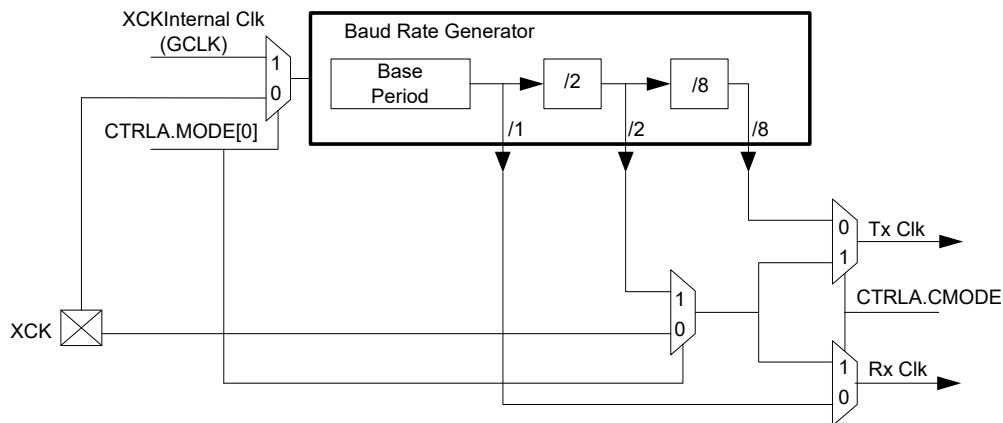 XCKInternal Clk
(GCLK)
Baud Rate Generator
1
0
Base
Period
/2
/8
CTRLA.MODE[0]
/1
/2
/8
0
1
Tx Clk
1
0
CTRLA.CMODE
XCK
1
0
Rx Clk